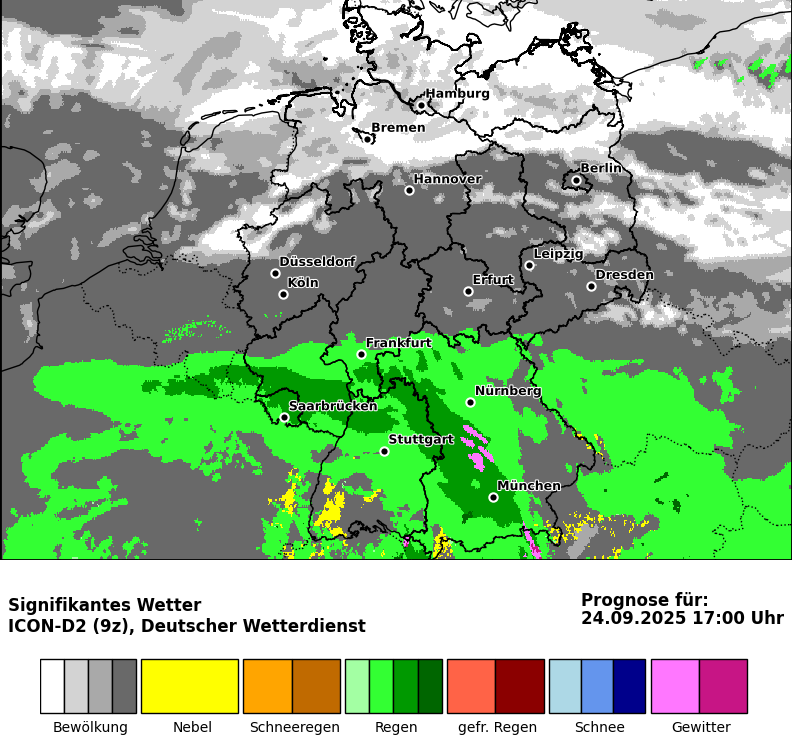 Hamburg
Bremen
Berlin
Hannover
Leipzig
Düsseldorf
Dresden
Köln
Erfurt
Frankfurt
Nürnberg
Saarbrücken
Stuttgart
München
Signifikantes Wetter
ICON-D2 (9z), Deutscher Wetterdienst
Prognose für:
24.09.2025 17:00 Uhr
Bewölkung Nebel Schneeregen Regen gefr. Regen Schnee Gewitter